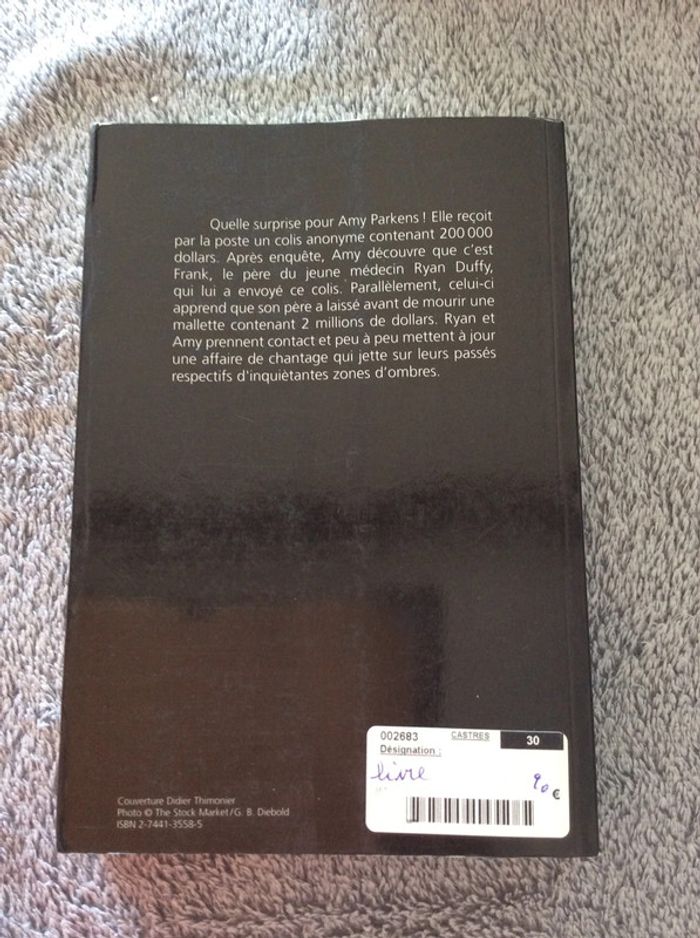 Quelle surprise pour Amy Parkens ! Elle reçoit
par la poste un colis anonyme contenant 200 000
dollars. Après enquête, Amy découvre que c'est
Frank, le père du jeune médecin Ryan Duffy,
qui lui a envoyé ce colis. Parallèlement, celui-ci
apprend que son père a laissé avant de mourir une
mallette contenant 2 millions de dollars. Ryan et
Amy prennent contact et peu à peu mettent à jour
une affaire de chantage qui jette sur leurs passés
respectifs d'inquiètantes zones d'ombres.
002683 CASTRES 30
Désignation :
livre
€
Couverture Didier Thimonier
Photo © The Stock Market/G. B. Diebold
ISBN 2-7441-3558-5